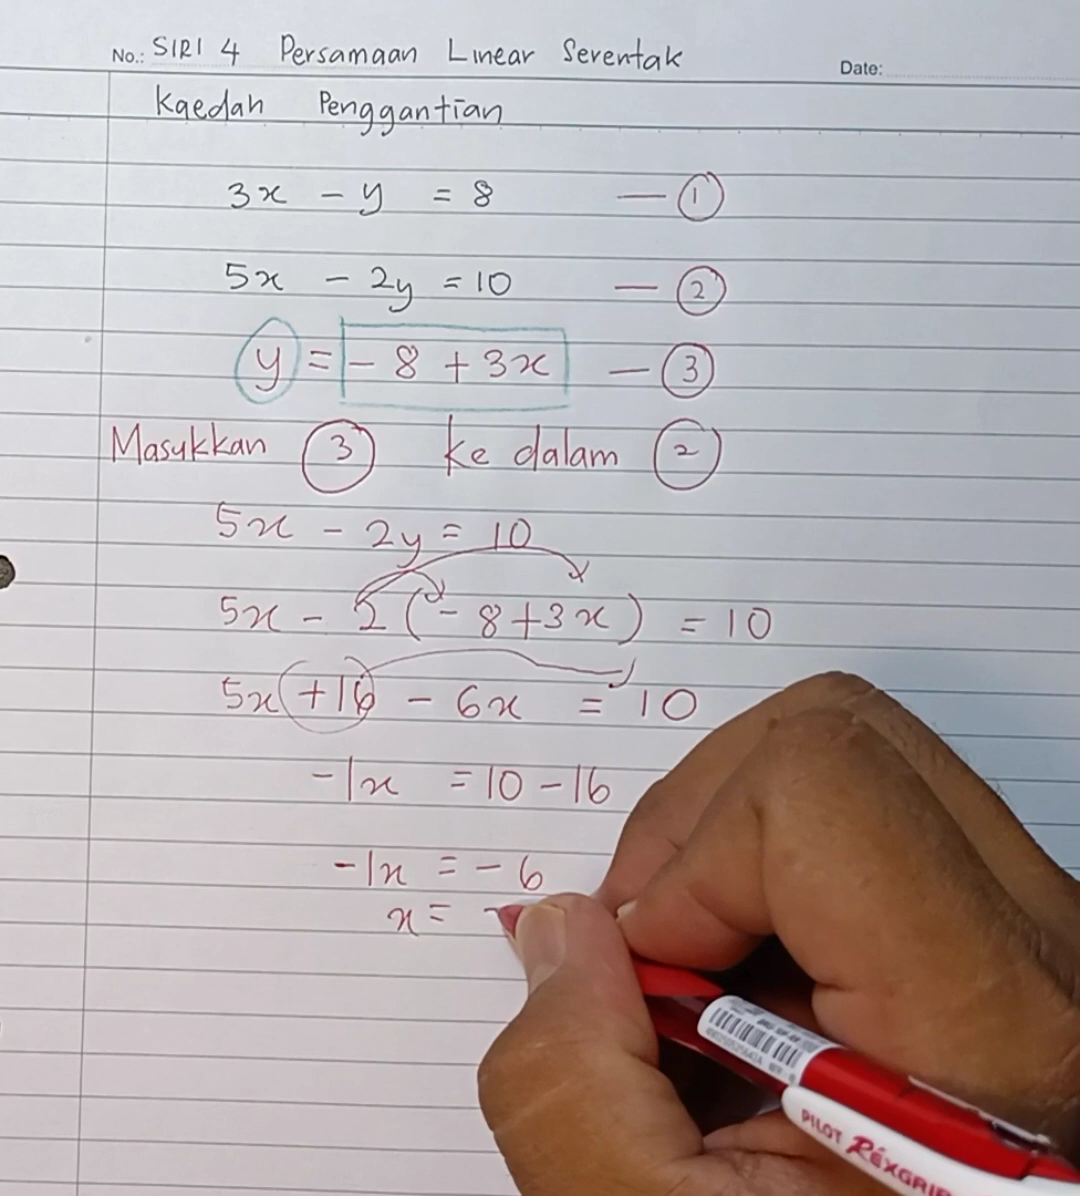 No.: SIRI 4 Persamaan Linear Serentak Date:
Kaedah Penggantian
3x - y = 8 — ①
5x - 2y = 10 — ②
y = - 8 + 3x — ③
Masukkan ③ ke dalam ②
5x - 2y = 10
5x - 2(- 8 + 3x) = 10
5x + 16 - 6x = 10
-1x = 10 - 16
-1x = - 6
x = -
PILOT RéXGRIP